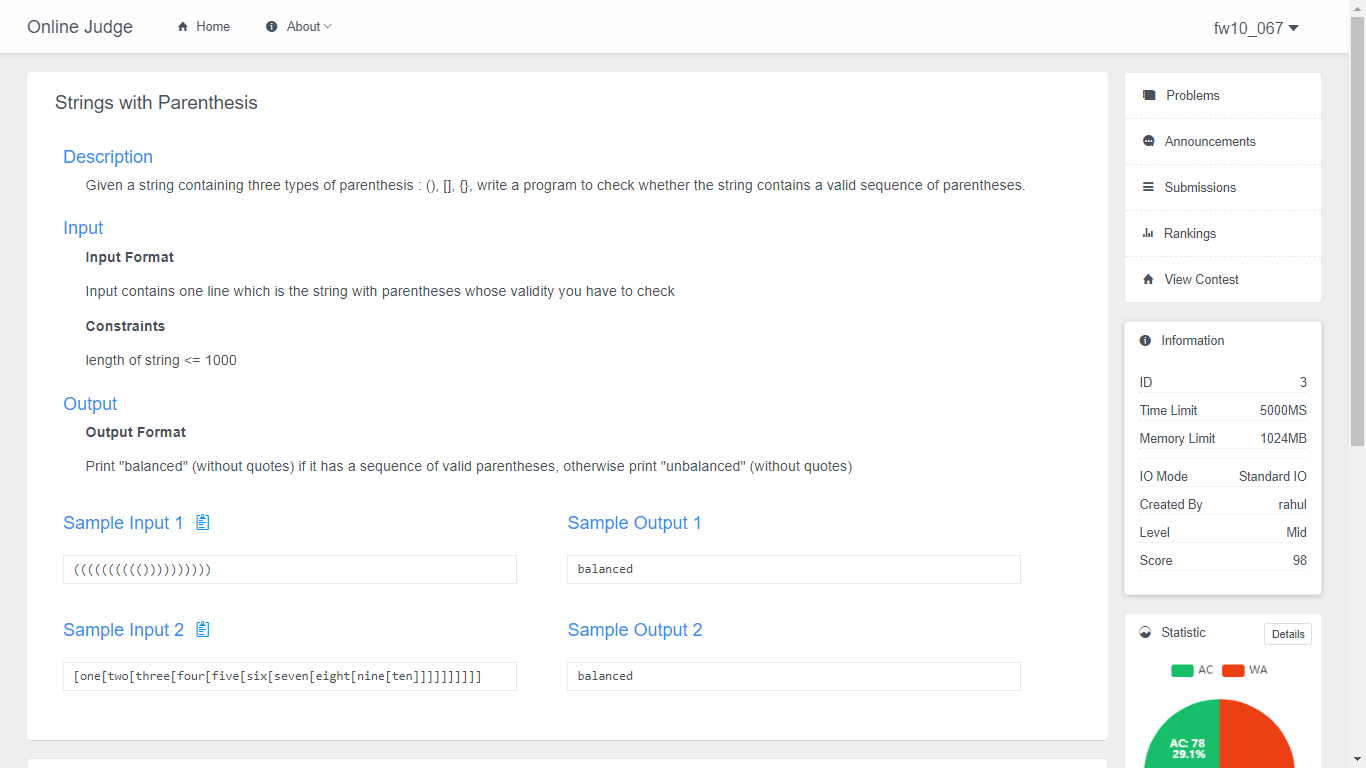 Online Judge
Home
About
fw10_067
Strings with Parenthesis
Description
Given a string containing three types of parenthesis : (), [], {}, write a program to check whether the string contains a valid sequence of parentheses.
Input
Input Format
Input contains one line which is the string with parentheses whose validity you have to check
Constraints
length of string <= 1000
Output
Output Format
Print "balanced" (without quotes) if it has a sequence of valid parentheses, otherwise print "unbalanced" (without quotes)
Sample Input 1
Sample Output 1
(((((((((())))))))))
balanced
Sample Input 2
Sample Output 2
[one[two[three[four[five[six[seven[eight[nine[ten]]]]]]]]]]
balanced
Problems
Announcements
Submissions
Rankings
View Contest
Information
ID 3
Time Limit 5000MS
Memory Limit 1024MB
IO Mode Standard IO
Created By rahul
Level Mid
Score 98
Statistic
Details
AC WA
AC: 78
29.1%